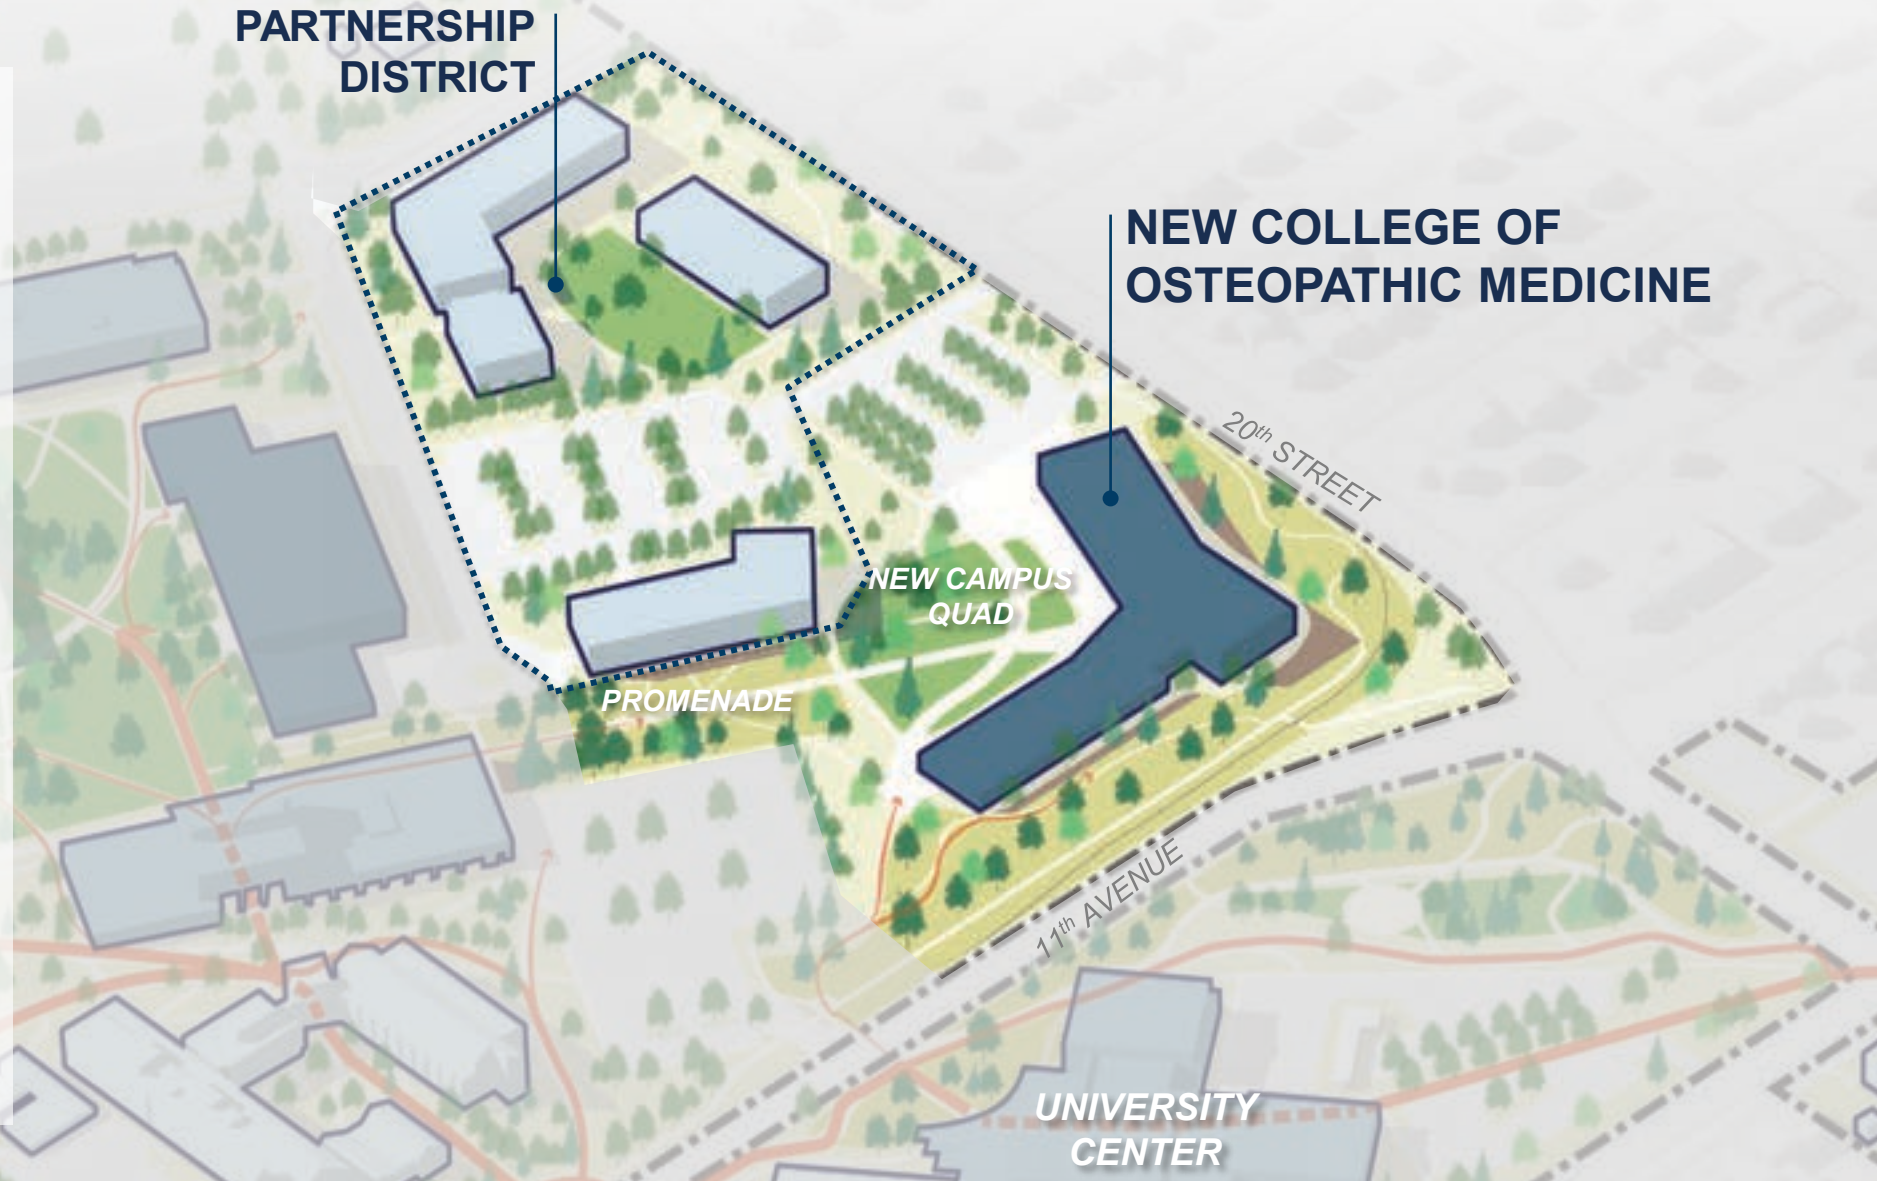 PARTNERSHIP
DISTRICT
NEW COLLEGE OF
OSTEOPATHIC MEDICINE
20th STREET
NEW CAMPUS
QUAD
PROMENADE
11th AVENUE
UNIVERSITY
CENTER